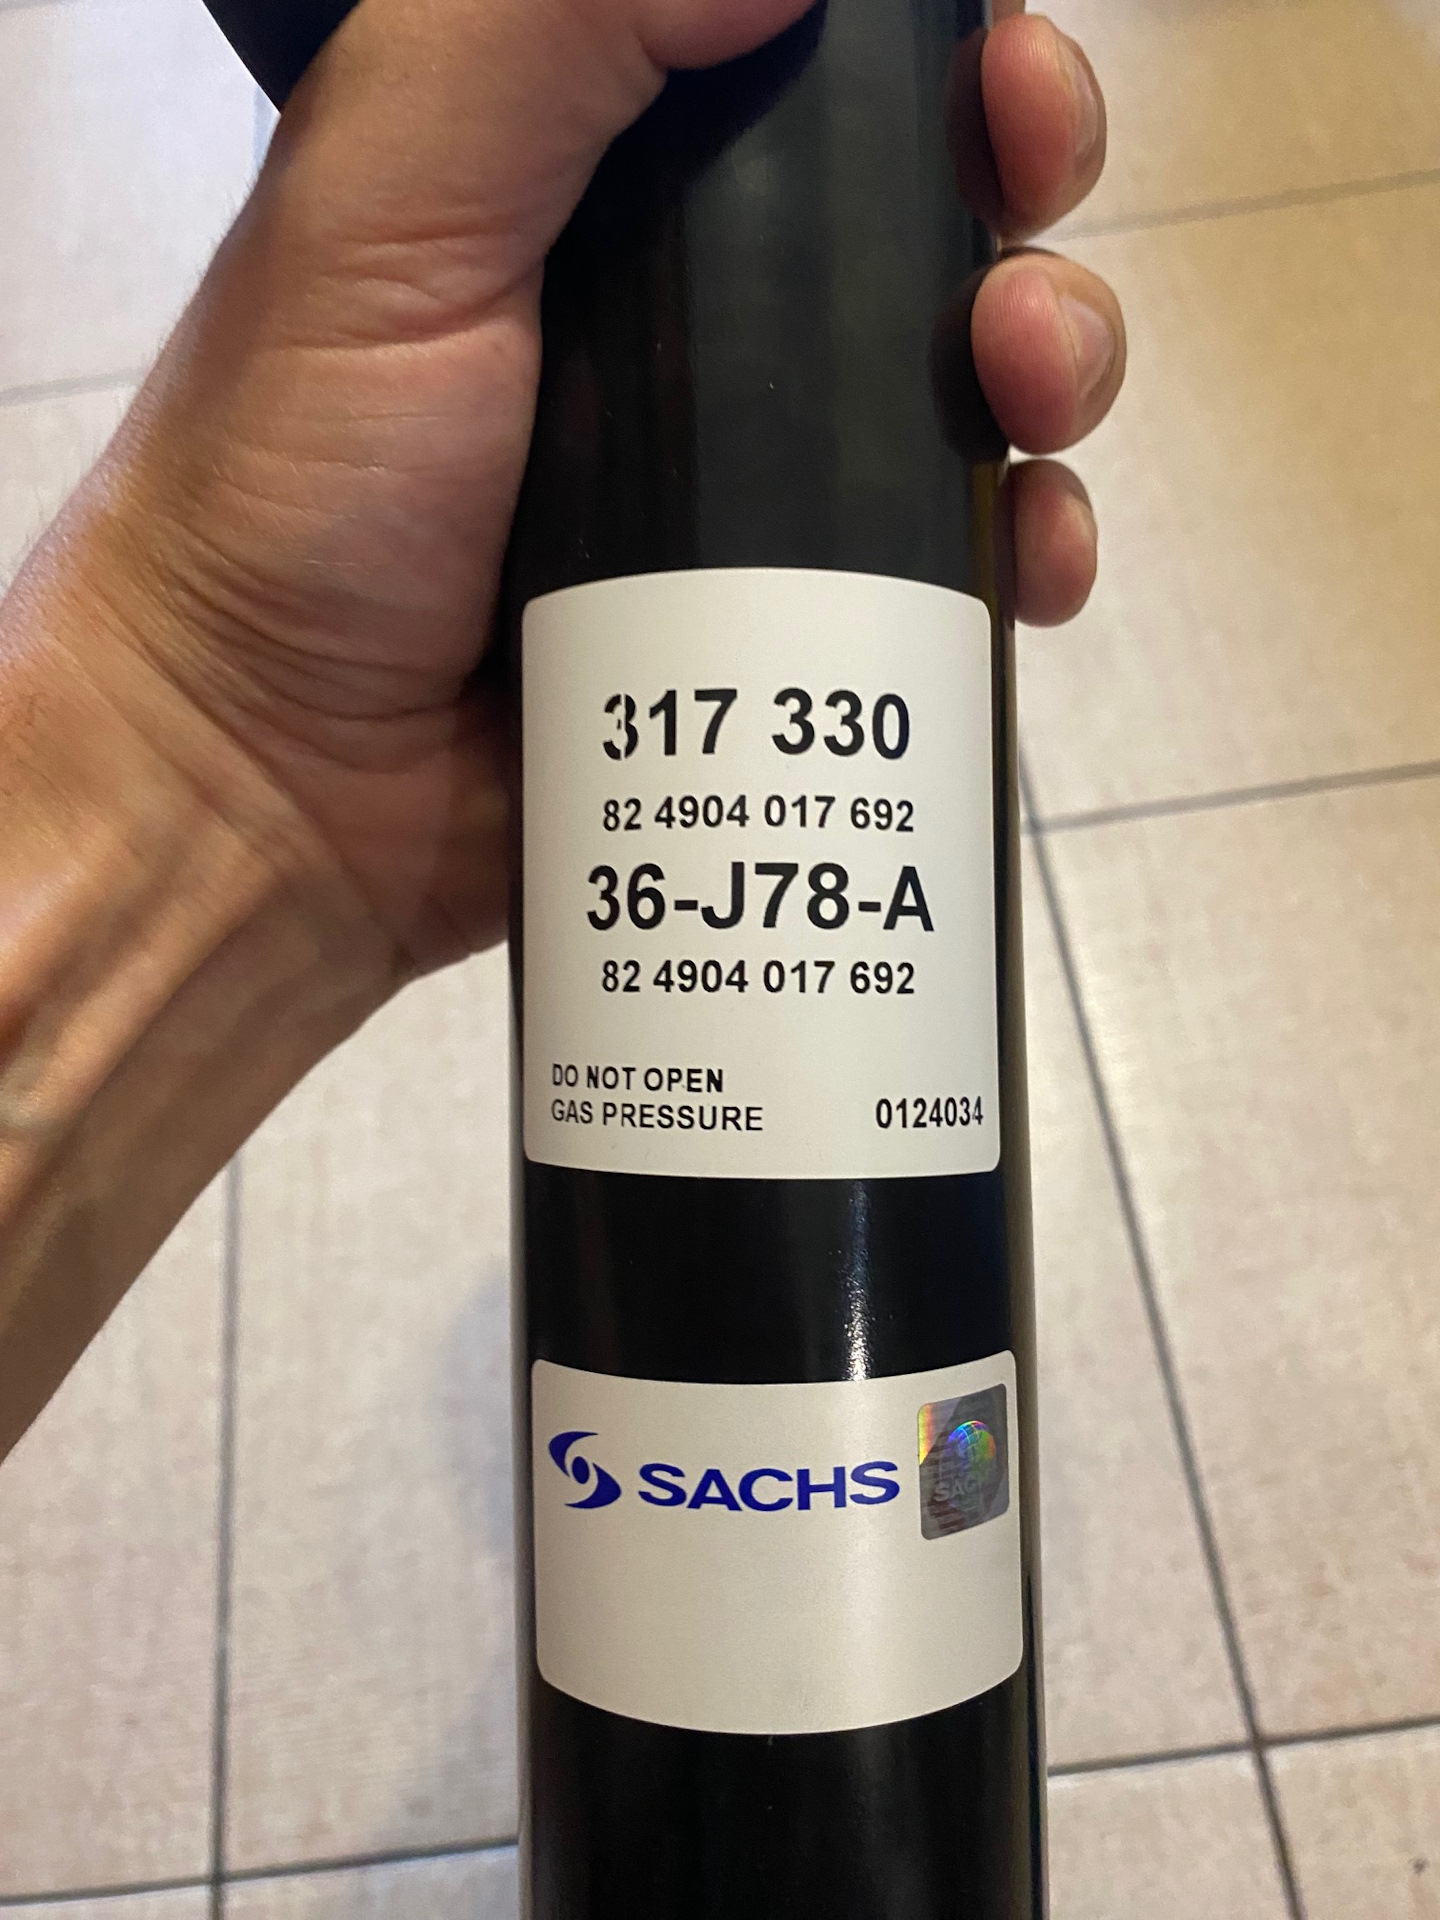 317 330
82 4904 017 692
36-J78-A
82 4904 017 692
DO NOT OPEN
GAS PRESSURE
0124034
SACHS